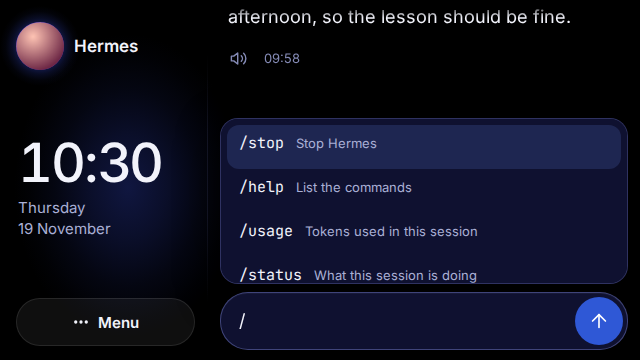 Hermes
10:30
Thursday
19 November
Menu
afternoon, so the lesson should be fine.
09:58
/stop Stop Hermes
/help List the commands
/usage Tokens used in this session
/status What this session is doing
/